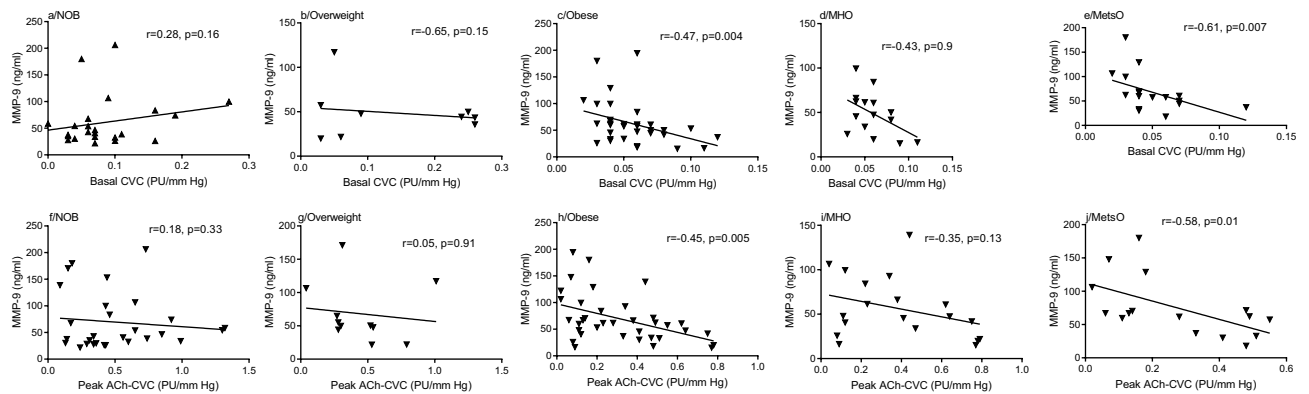 a/NOB
r=0.28, p=0.16
MMP-9 (ng/ml)
250
200
150
100
50
0
0.0 0.1 0.2 0.3
Basal CVC (PU/mm Hg)
b/Overweight
r=-0.65, p=0.15
MMP-9 (ng/ml)
150
100
50
0
0.0 0.1 0.2 0.3
Basal CVC (PU/mm Hg)
c/Obese
r=-0.47, p=0.004
MMP-9 (ng/ml)
250
200
150
100
50
0
0.00 0.05 0.10 0.15
Basal CVC (PU/mm Hg)
d/MHO
r=-0.43, p=0.9
MMP-9 (ng/ml)
150
100
50
0
0.00 0.05 0.10 0.15
Basal CVC (PU/mm Hg)
e/MetsO
r=-0.61, p=0.007
MMP-9 (ng/ml)
200
150
100
50
0
0.00 0.05 0.10 0.15
Basal CVC (PU/mm Hg)
f/NOB
r=0.18, p=0.33
MMP-9 (ng/ml)
250
200
150
100
50
0
0.0 0.5 1.0 1.5
Peak ACh-CVC (PU/mm Hg)
g/Overweight
r=0.05, p=0.91
MMP-9 (ng/ml)
200
150
100
50
0
0.0 0.5 1.0 1.5
Peak ACh-CVC (PU/mm Hg)
h/Obese
r=-0.45, p=0.005
MMP-9 (ng/ml)
250
200
150
100
50
0
0.0 0.2 0.4 0.6 0.8 1.0
Peak ACh-CVC (PU/mm Hg)
i/MHO
r=-0.35, p=0.13
MMP-9 (ng/ml)
150
100
50
0
0.0 0.2 0.4 0.6 0.8 1.0
Peak ACh-CVC (PU/mm Hg)
j/MetsO
r=-0.58, p=0.01
MMP-9 (ng/ml)
200
150
100
50
0
0.0 0.2 0.4 0.6
Peak ACh-CVC (PU/mm Hg)